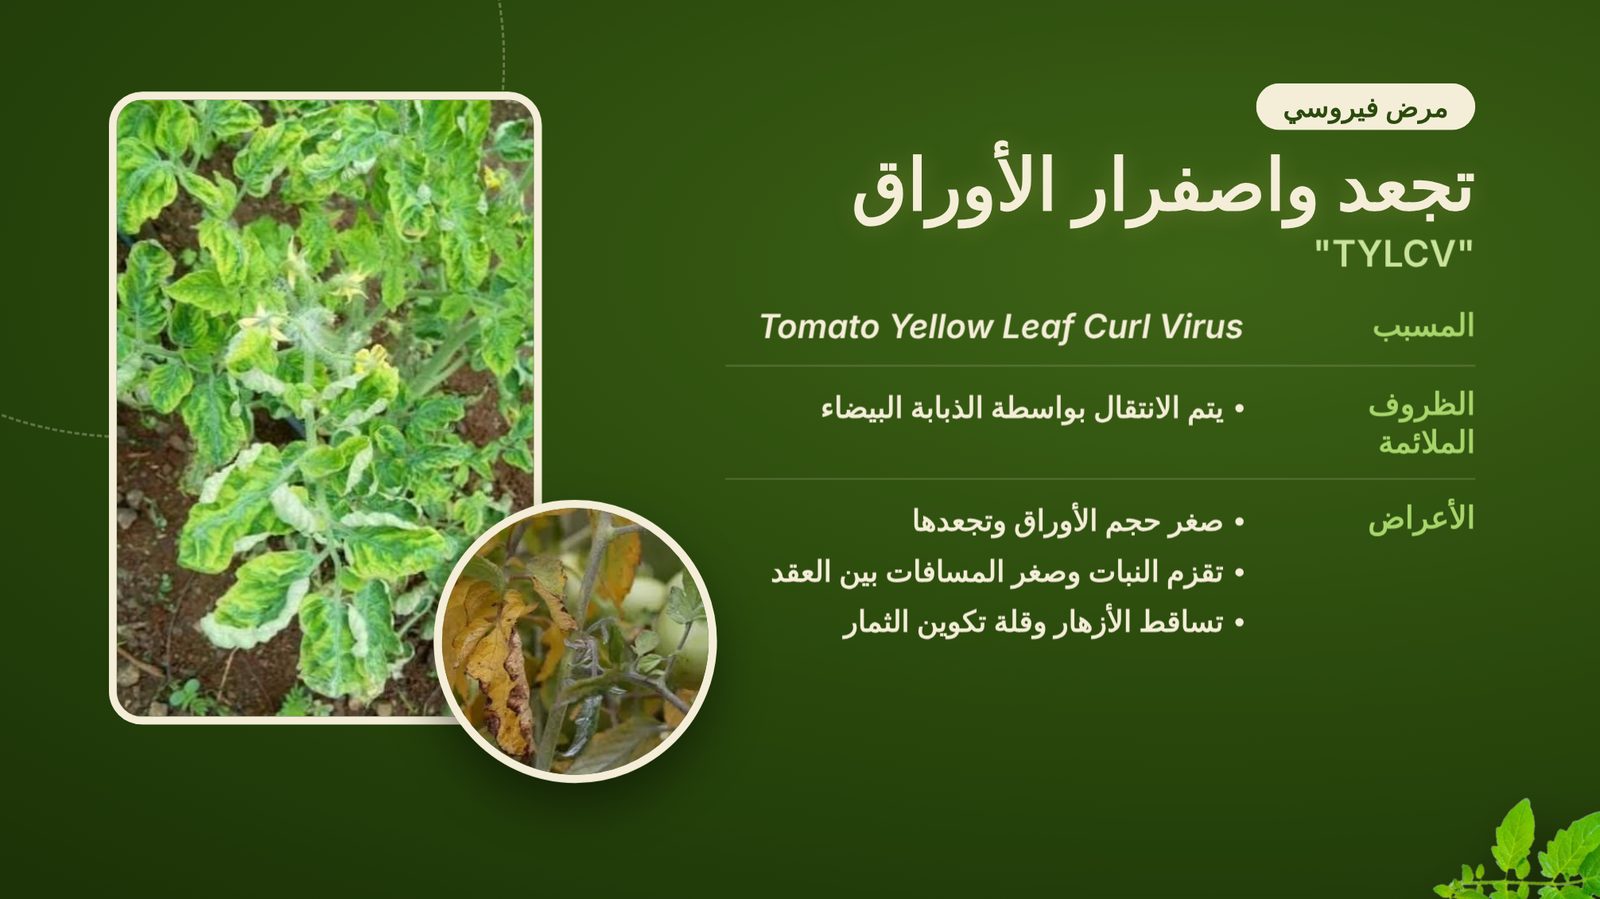 مرض فيروسي
تجعد واصفرار الأوراق
"TYLCV"
المسبب
Tomato Yellow Leaf Curl Virus
الظروف
الملائمة
• يتم الانتقال بواسطة الذبابة البيضاء
الأعراض
• صغر حجم الأوراق وتجعدها
• تقزم النبات وصغر المسافات بين العقد
• تساقط الأزهار وقلة تكوين الثمار